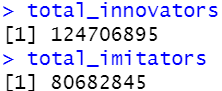 > total_innovators
[1] 124706895
> total_imitators
[1] 80682845